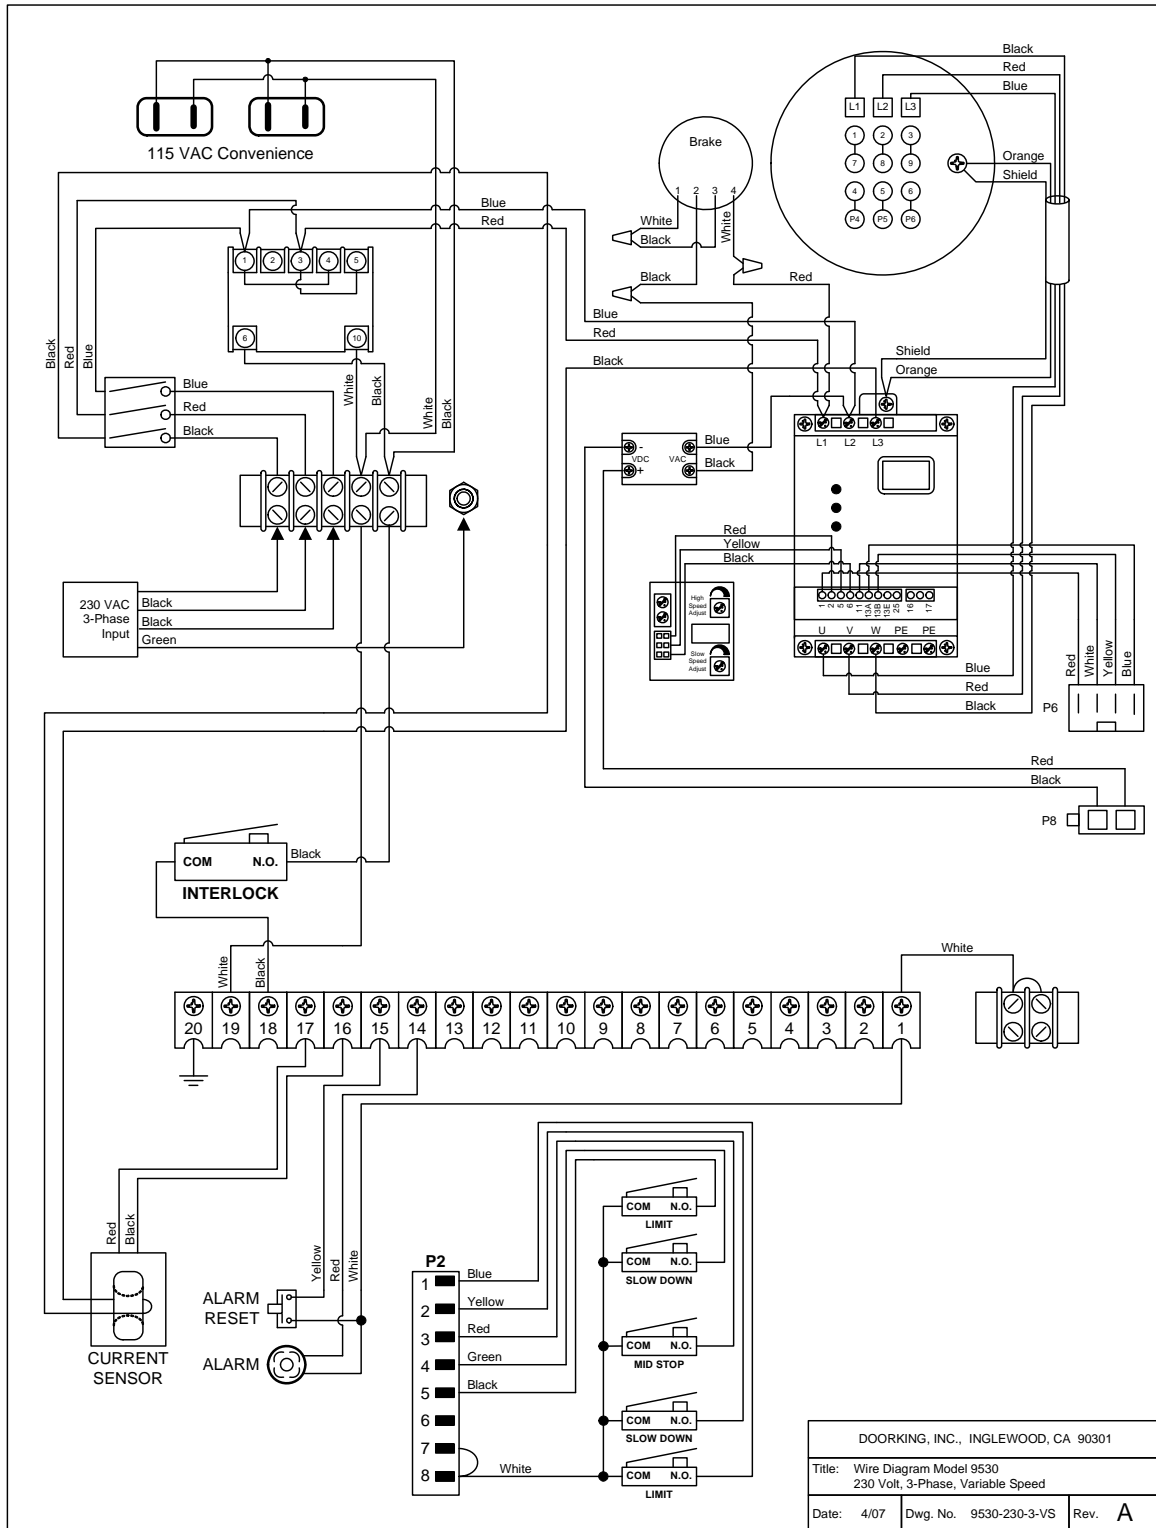 Black
Red
Blue
L1 L2 L3
1 2 3
7 8 9
4 5 6
P4 P5 P6
Orange
Shield
115 VAC Convenience
Brake
1 2 3 4
White
Black
White
Black
Red
Blue
Red
1 2 3 4 5
6 10
Black
Red
Blue
Blue
Red
Black
White
Black
White
Black
Blue
Red
Black
Shield
Orange
L1 L2 L3
- VDC VAC
+
Blue
Black
Red
Yellow
Black
High Speed Adjust
Slow Speed Adjust
1 2 5 6 11 13A 13B 13E 25 16 17
U V W PE PE
Blue
Red
Black
Red
White
Yellow
Blue
P6
230 VAC
3-Phase
Input
Black
Black
Green
Red
Black
P8
COM N.O.
Black
INTERLOCK
White
Black
White
20 19 18 17 16 15 14 13 12 11 10 9 8 7 6 5 4 3 2 1
Red
Black
Yellow
Red
White
CURRENT
SENSOR
ALARM
RESET
ALARM
P2
1 Blue
2 Yellow
3 Red
4 Green
5 Black
6
7
8 White
COM N.O.
LIMIT
COM N.O.
SLOW DOWN
COM N.O.
MID STOP
COM N.O.
SLOW DOWN
COM N.O.
LIMIT
DOORKING, INC., INGLEWOOD, CA 90301
Title: Wire Diagram Model 9530
230 Volt, 3-Phase, Variable Speed
Date: 4/07 Dwg. No. 9530-230-3-VS Rev. A